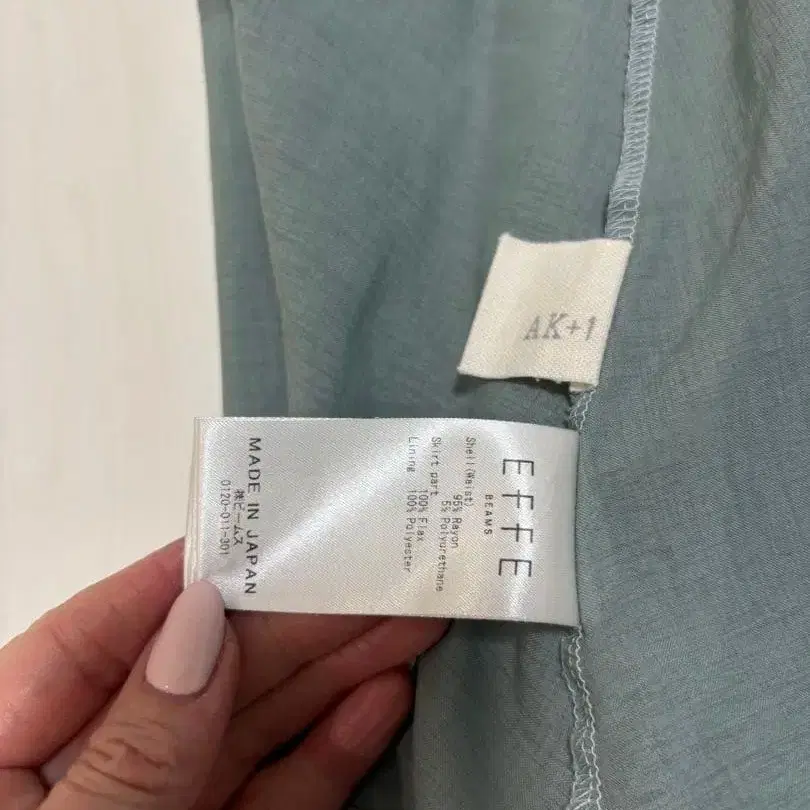 AK+1
EFFE
BEAMS
Shell(Waist)
95% Rayon
5% Polyurethane
Skirt part
100% Flax
Lining 100% Polyester
MADE IN JAPAN
㈱ビームス
0120-011-301